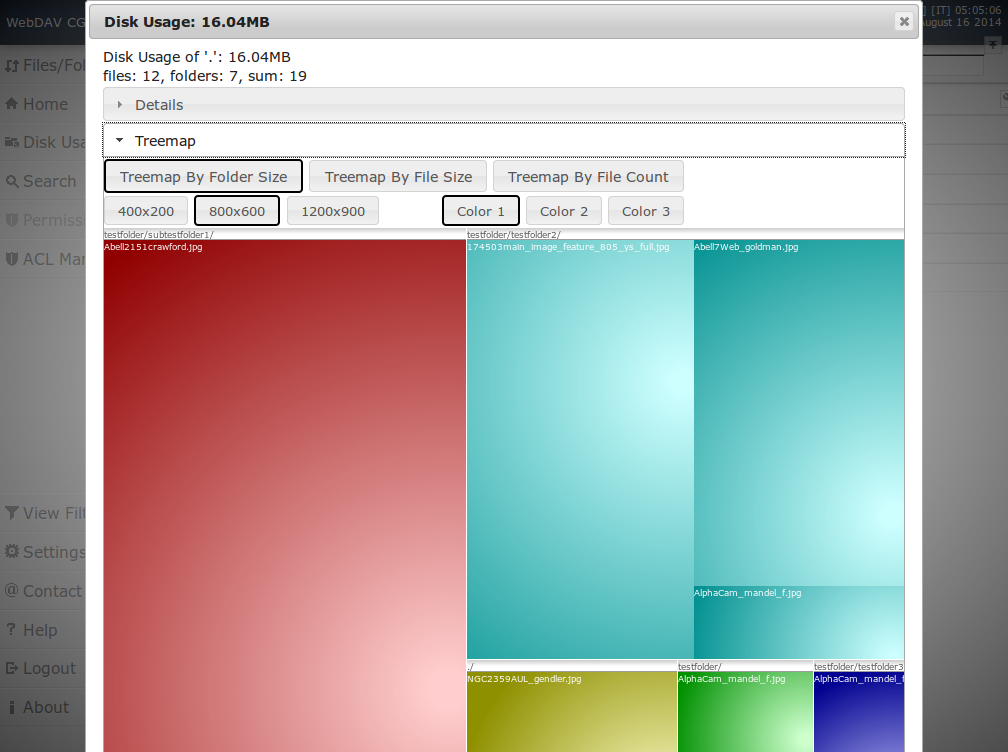 Disk Usage: 16.04MB
WebDAV CG
[IT] 05:05:06
August 16 2014
Disk Usage of '.': 16.04MB
files: 12, folders: 7, sum: 19
Files/Fol
Home
Disk Usa
Search
Permiss
ACL Mar
View Filt
Settings
Contact
Help
Logout
About
Details
Treemap
Treemap By Folder Size Treemap By File Size Treemap By File Count
400x200 800x600 1200x900 Color 1 Color 2 Color 3
testfolder/subtestfolder1/ testfolder/testfolder2/
Abell2151crawford.jpg 174503main_image_feature_805_ys_full.jpg Abell7Web_goldman.jpg
AlphaCam_mandel_f.jpg
./ testfolder/ testfolder/testfolder3
NGC2359AUL_gendler.jpg AlphaCam_mandel_f.jpg AlphaCam_mandel_f